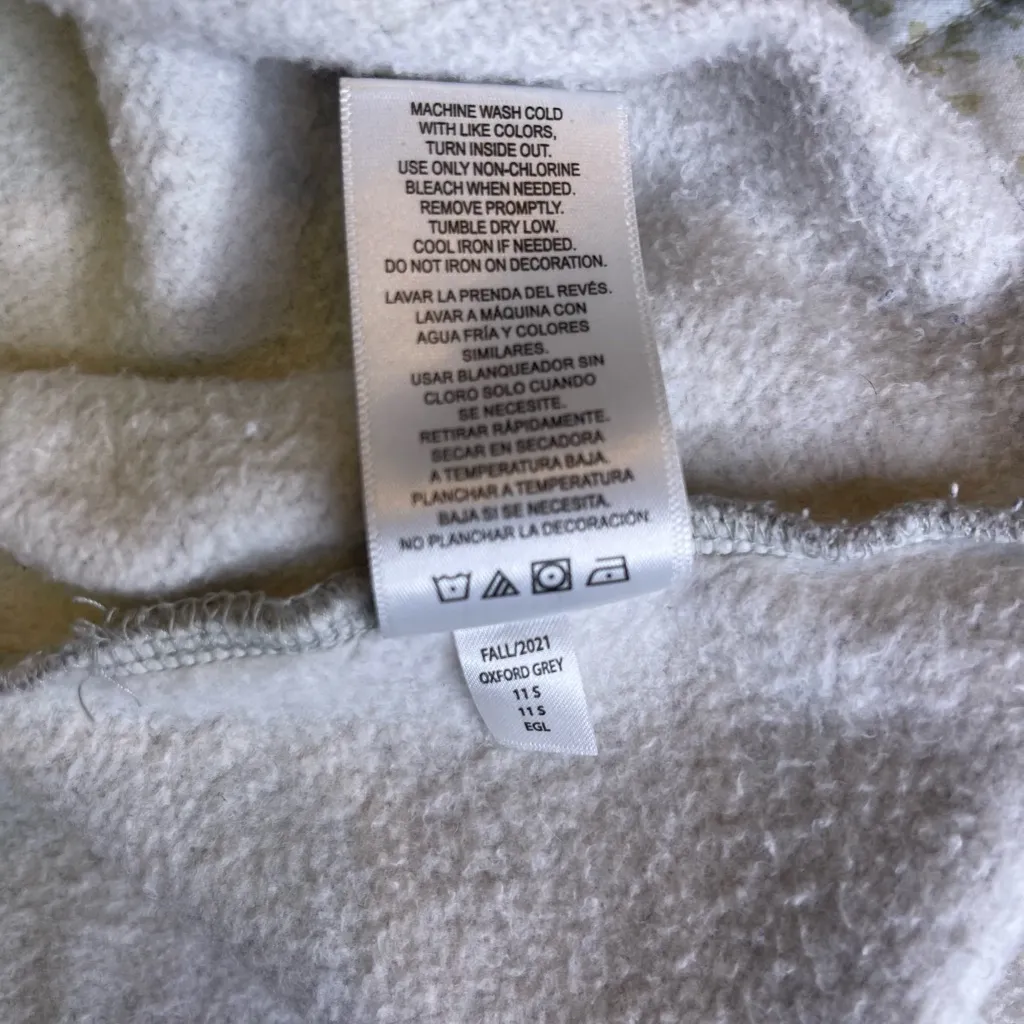 MACHINE WASH COLD
WITH LIKE COLORS,
TURN INSIDE OUT.
USE ONLY NON-CHLORINE
BLEACH WHEN NEEDED.
REMOVE PROMPTLY.
TUMBLE DRY LOW.
COOL IRON IF NEEDED.
DO NOT IRON ON DECORATION.
LAVAR LA PRENDA DEL REVÉS.
LAVAR A MÁQUINA CON
AGUA FRÍA Y COLORES
SIMILARES.
USAR BLANQUEADOR SIN
CLORO SOLO CUANDO
SE NECESITE.
RETIRAR RÁPIDAMENTE.
SECAR EN SECADORA
A TEMPERATURA BAJA.
PLANCHAR A TEMPERATURA
BAJA SI SE NECESITA.
NO PLANCHAR LA DECORACIÓN.
FALL/2021
OXFORD GREY
11 S
11 S
EGL